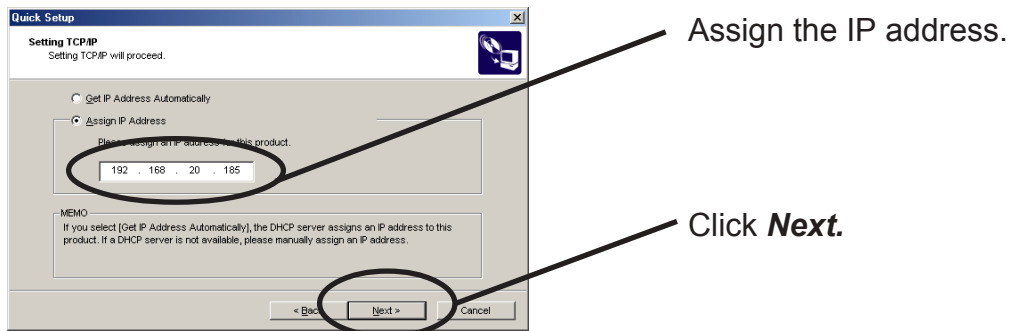 Quick Setup
Setting TCP/IP
Setting TCP/IP will proceed.
Get IP Address Automatically
Assign IP Address
Please assign an IP address for this product.
192 . 168 . 20 . 185
MEMO
If you select [Get IP Address Automatically], the DHCP server assigns an IP address to this
product. If a DHCP server is not available, please manually assign an IP address.
< Back
Next >
Cancel
Assign the IP address.
Click Next.